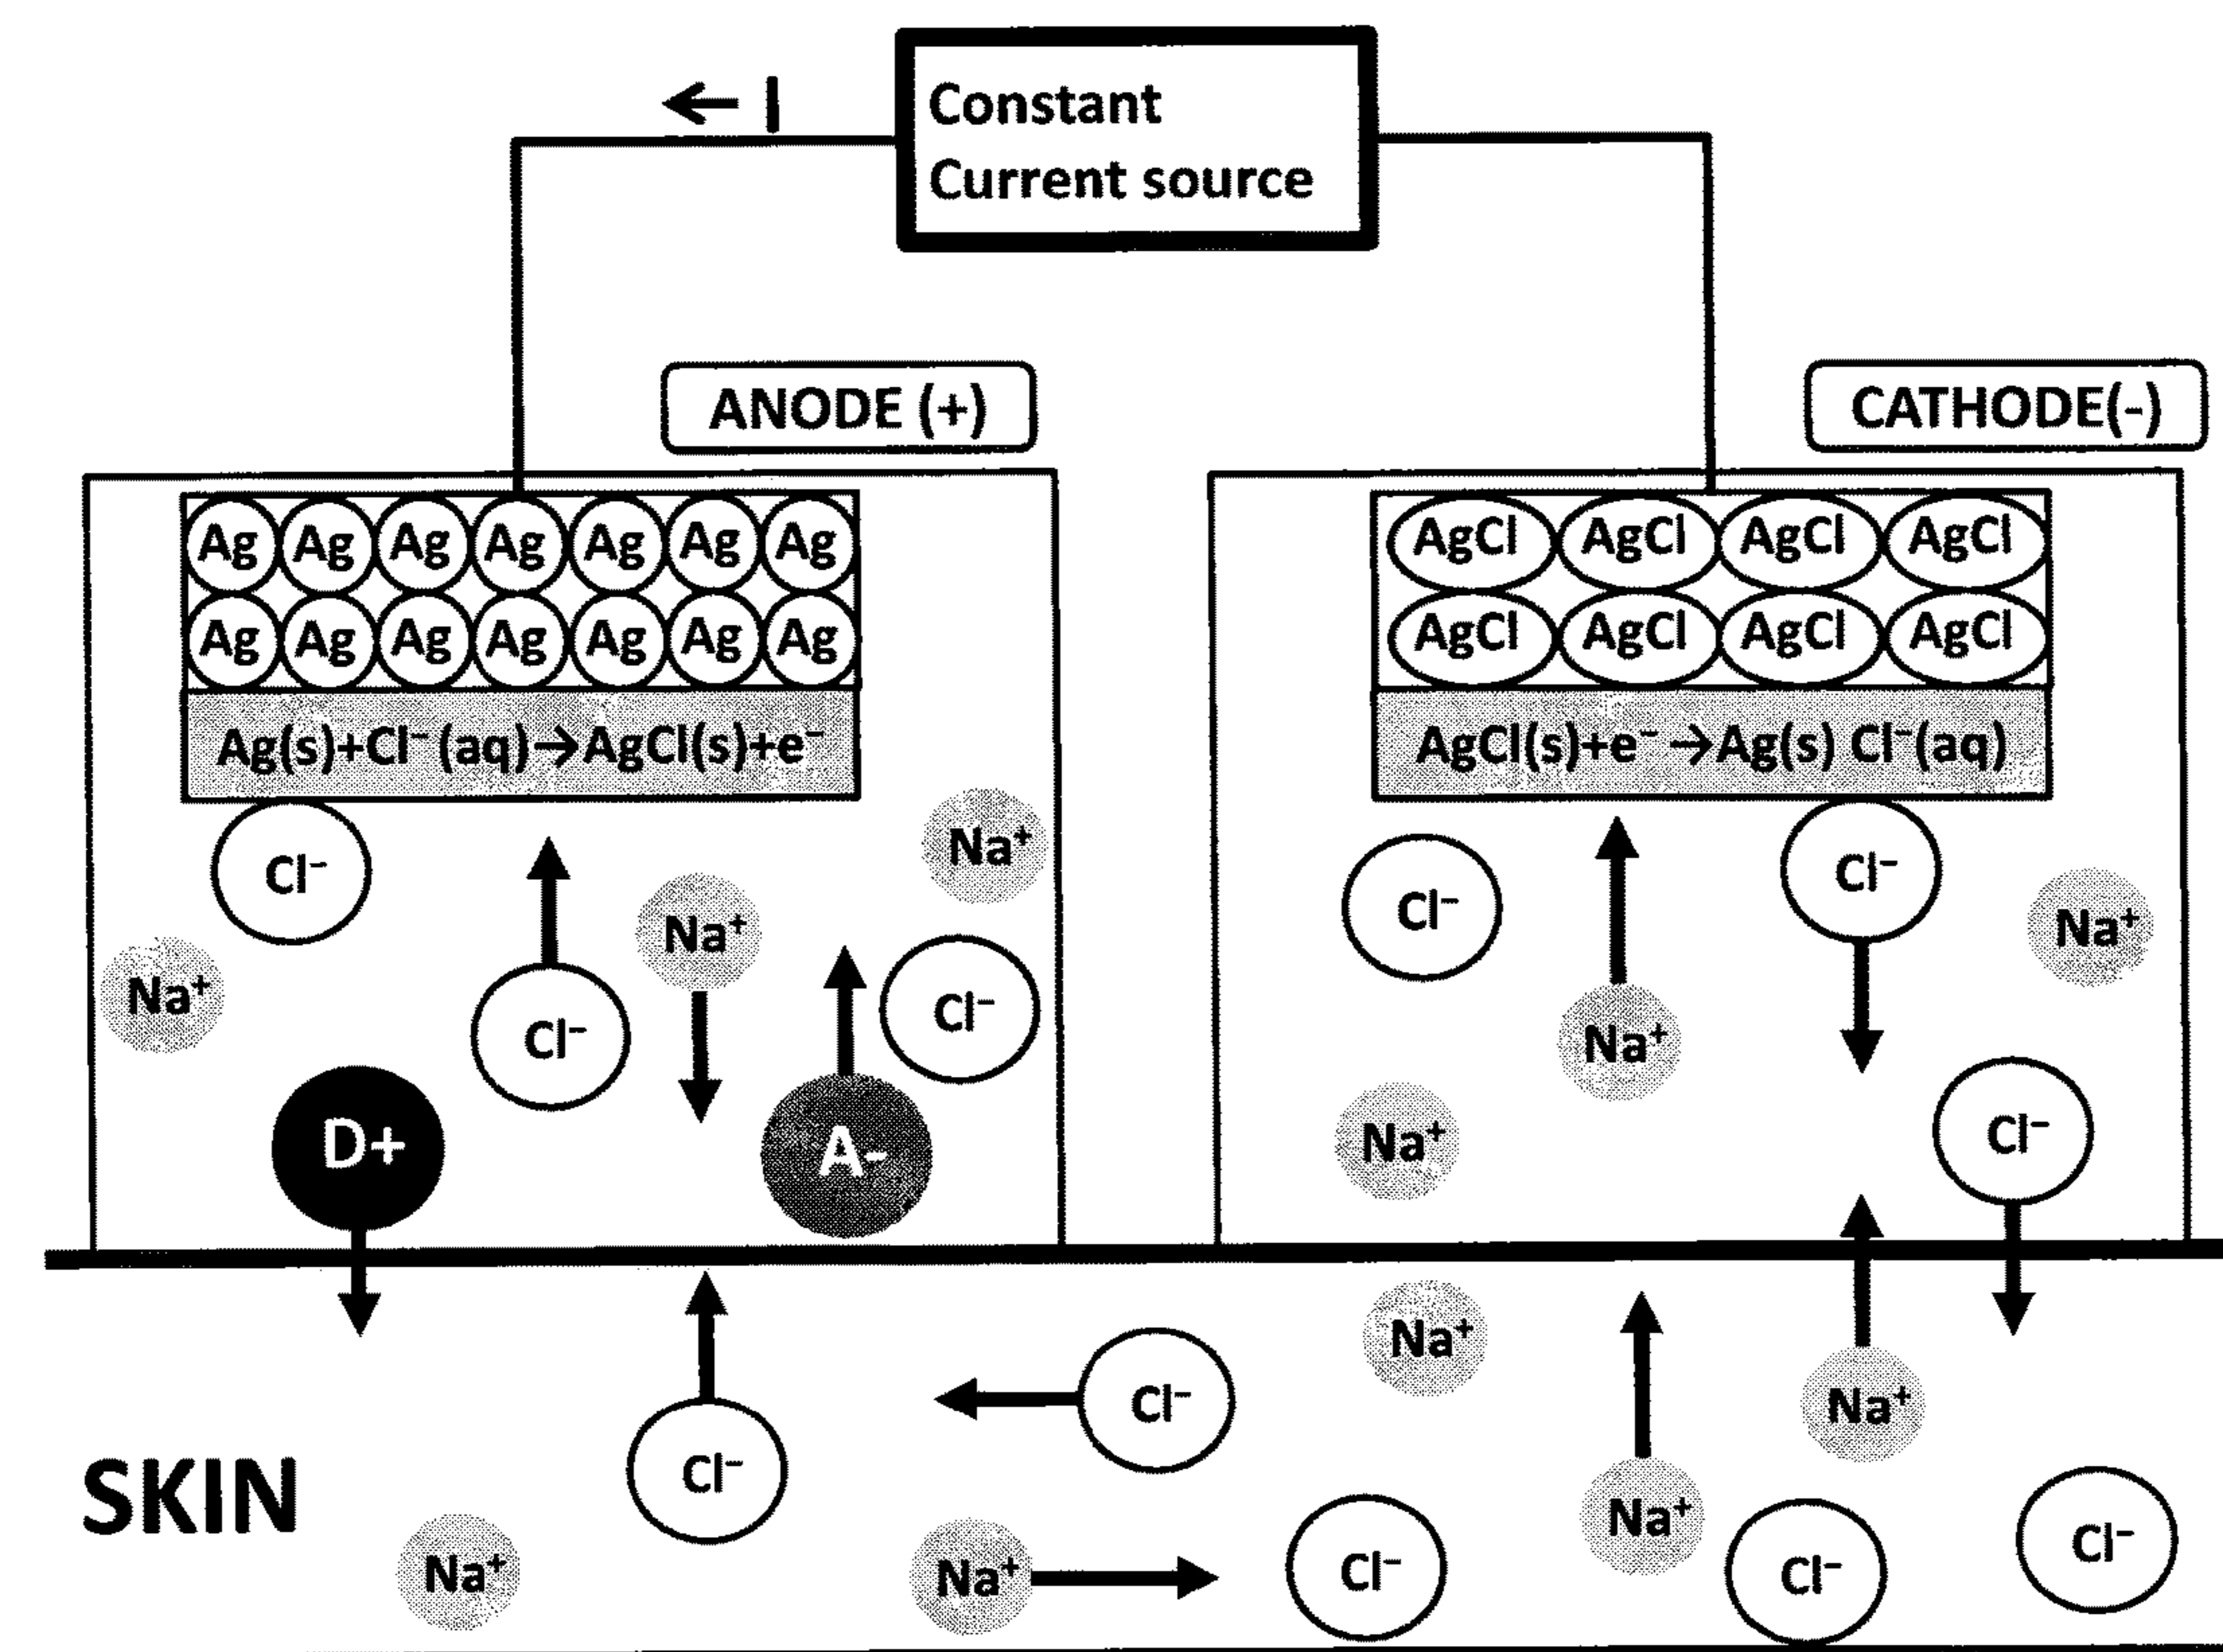 I
Constant
Current source
ANODE (+)
CATHODE(-)
Ag Ag Ag Ag Ag Ag Ag
Ag Ag Ag Ag Ag Ag Ag
Ag(s)+Cl⁻ (aq)→AgCl(s)+e⁻
AgCl AgCl AgCl AgCl
AgCl AgCl AgCl AgCl
AgCl(s)+e⁻ →Ag(s) Cl⁻(aq)
Na⁺
Cl⁻
Na⁺
Na⁺
Cl⁻
Cl⁻
D+
A-
Cl⁻
Cl⁻
Na⁺
Na⁺
Na⁺
Cl⁻
Na⁺
Cl⁻
Cl⁻
Na⁺
Na⁺
SKIN
Cl⁻
Na⁺
Na⁺
Na⁺
Cl⁻
Cl⁻
Cl⁻